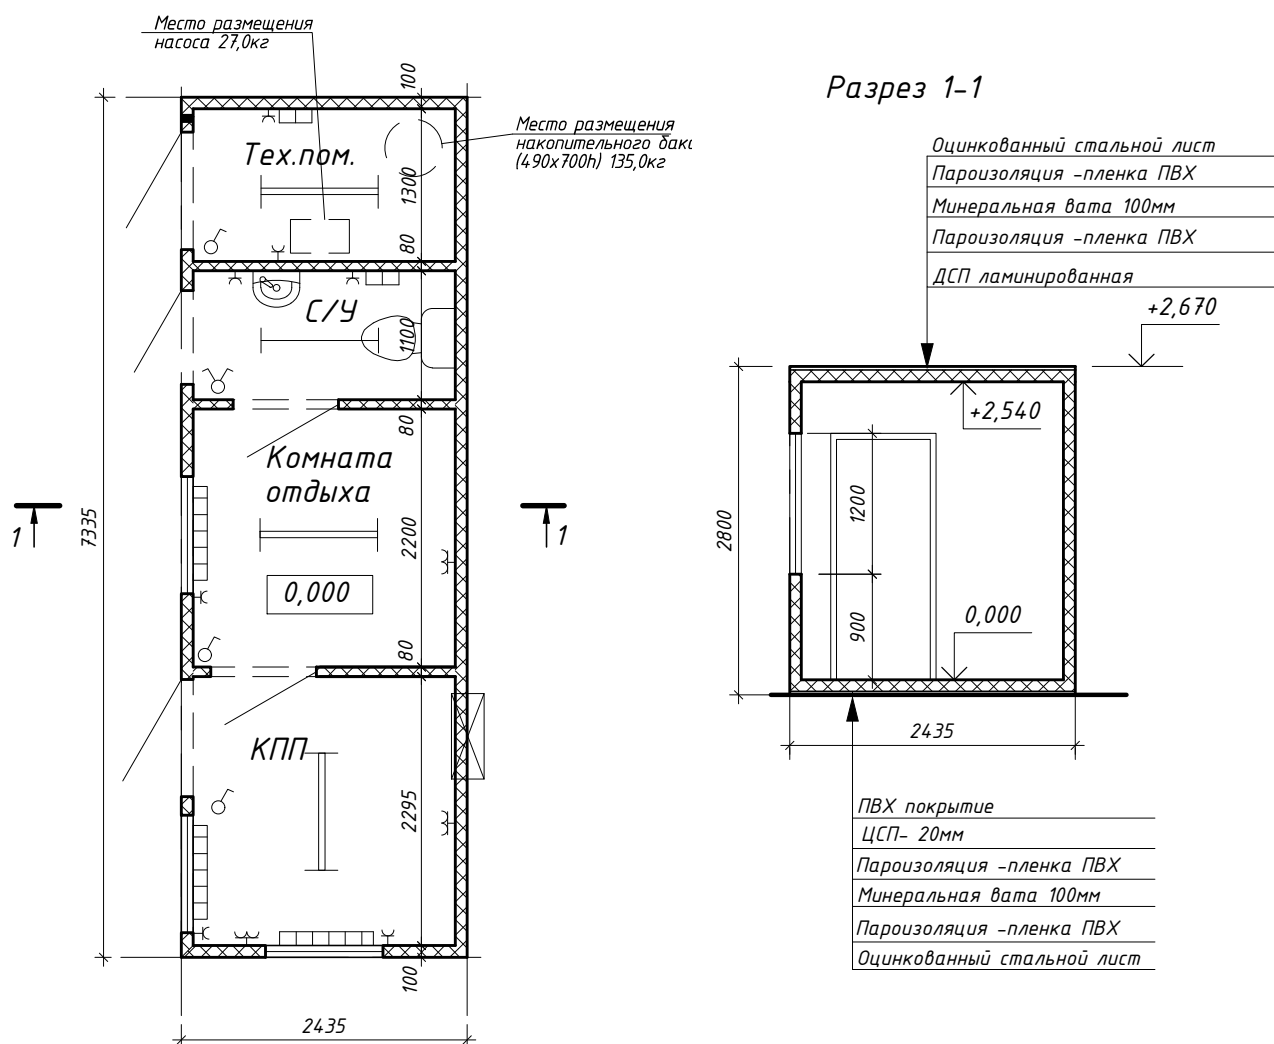 Место размещения
насоса 27,0кг
100
Разрез 1-1
Место размещения
накопительного бака
(490х700h) 135,0кг
Оцинкованный стальной лист
Пароизоляция -пленка ПВХ
Минеральная вата 100мм
Пароизоляция -пленка ПВХ
ДСП ламинированная
Тех.пом.
1300
80
С/У
1100
80
+2,670
+2,540
Комната
отдыха
1
1
7335
2200
0,000
80
2800
1200
900
0,000
2435
КПП
2295
100
2435
ПВХ покрытие
ЦСП- 20мм
Пароизоляция -пленка ПВХ
Минеральная вата 100мм
Пароизоляция -пленка ПВХ
Оцинкованный стальной лист